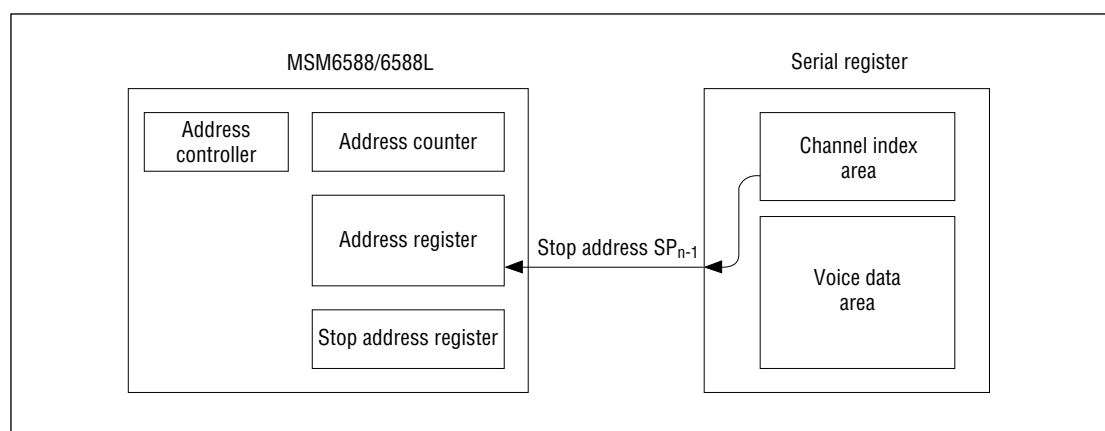 MSM6588/6588L
Serial register
Address
controller
Address counter
Channel index
area
Address register
Stop address SPn-1
Voice data
area
Stop address register